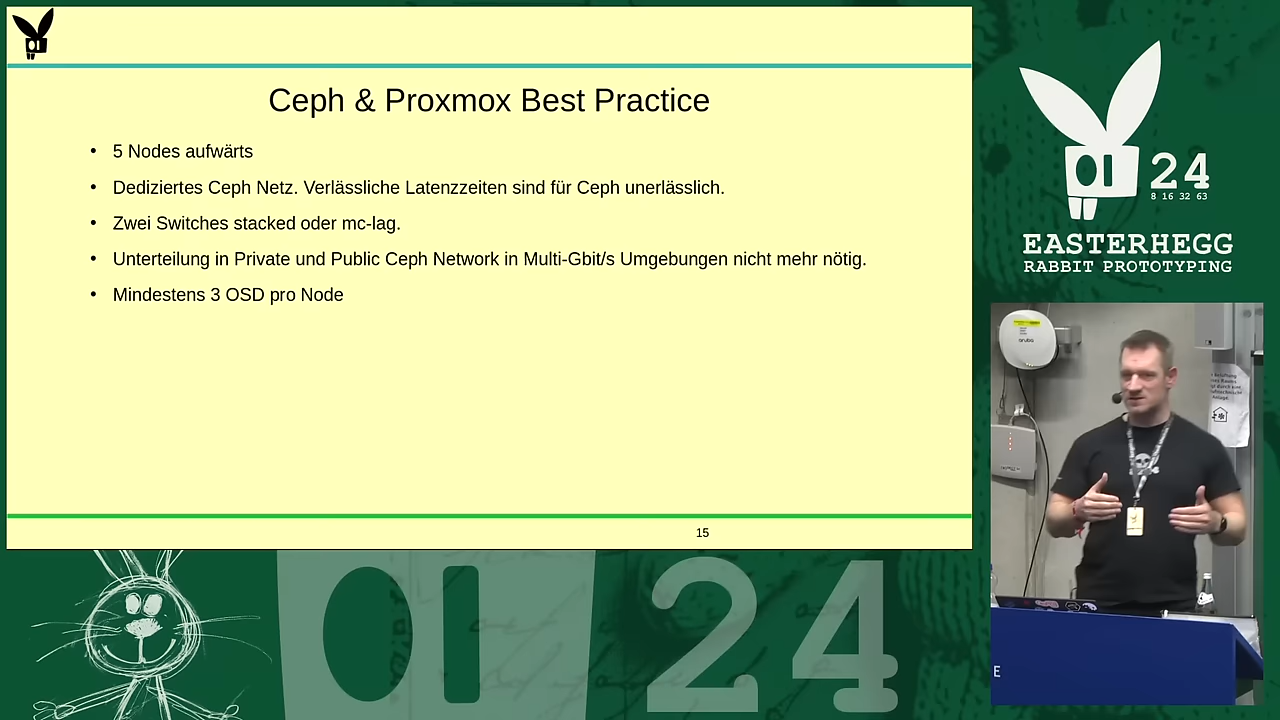 Ceph & Proxmox Best Practice
• 5 Nodes aufwärts
• Dediziertes Ceph Netz. Verlässliche Latenzzeiten sind für Ceph unerlässlich.
• Zwei Switches stacked oder mc-lag.
• Unterteilung in Private und Public Ceph Network in Multi-Gbit/s Umgebungen nicht mehr nötig.
• Mindestens 3 OSD pro Node
15
24
8 16 32 63
EASTERHEGG
RABBIT PROTOTYPING
aruba
E
24